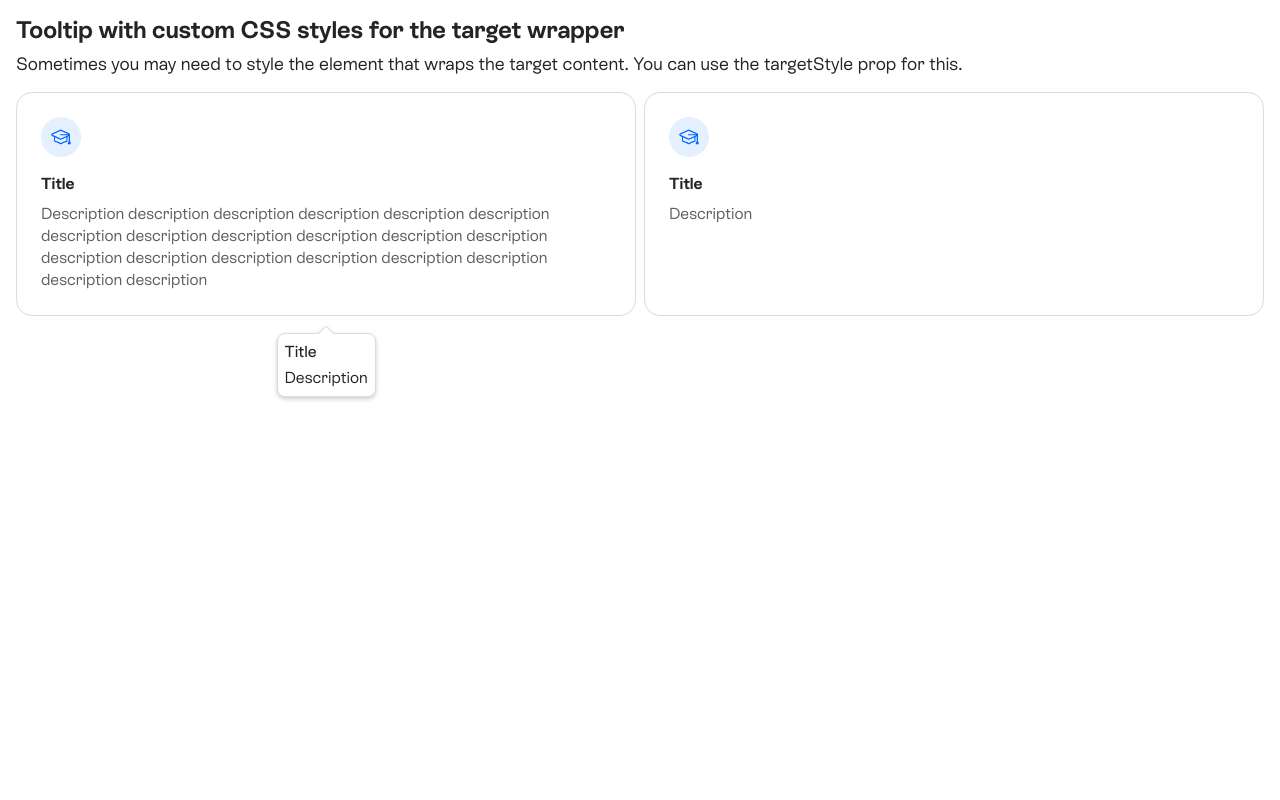 Tooltip with custom CSS styles for the target wrapper
Sometimes you may need to style the element that wraps the target content. You can use the targetStyle prop for this.
Title
Description description description description description description
description description description description description description
description description description description description description
description description
Title
Description
Title
Description